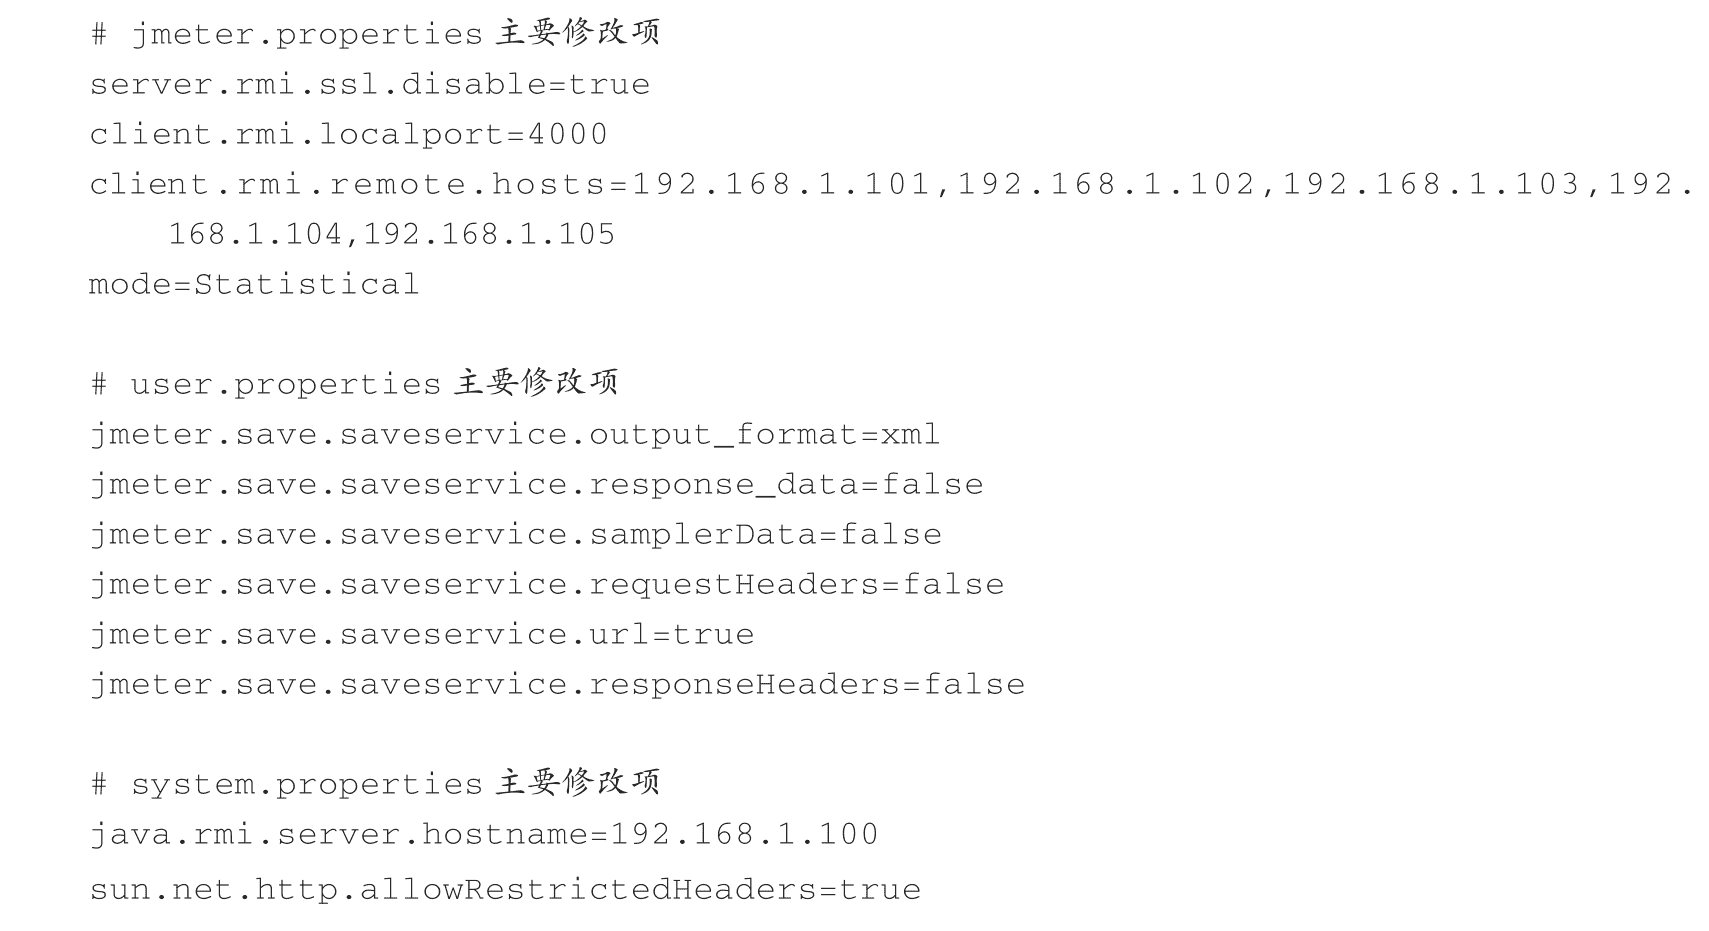 # jmeter.properties 主要修改项
server.rmi.ssl.disable=true
client.rmi.localport=4000
client.rmi.remote.hosts=192.168.1.101,192.168.1.102,192.168.1.103,192.
168.1.104,192.168.1.105
mode=Statistical
# user.properties 主要修改项
jmeter.save.saveservice.output_format=xml
jmeter.save.saveservice.response_data=false
jmeter.save.saveservice.samplerData=false
jmeter.save.saveservice.requestHeaders=false
jmeter.save.saveservice.url=true
jmeter.save.saveservice.responseHeaders=false
# system.properties 主要修改项
java.rmi.server.hostname=192.168.1.100
sun.net.http.allowRestrictedHeaders=true